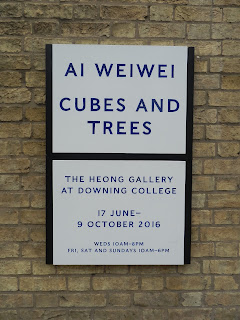 AI WEIWEI
CUBES AND
TREES
THE HEONG GALLERY
AT DOWNING COLLEGE
17 JUNE–
9 OCTOBER 2016
WEDS 10AM–8PM
FRI, SAT AND SUNDAYS 10AM–6PM